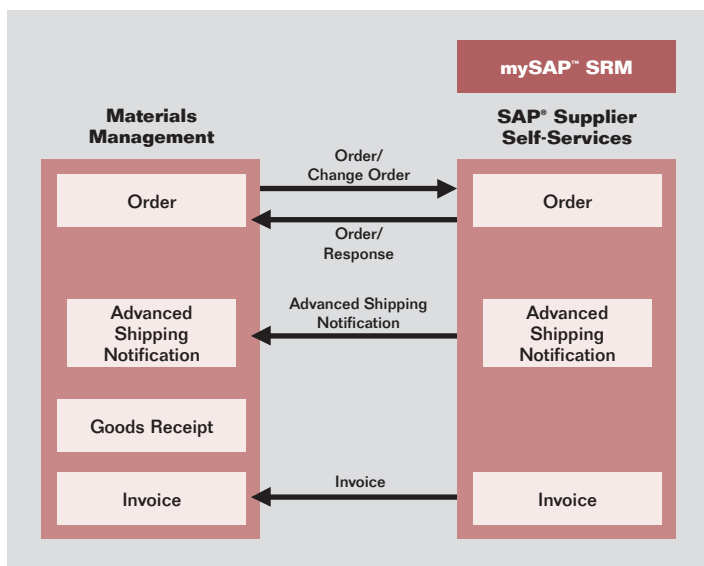 mySAP™ SRM
Materials
Management
SAP® Supplier
Self-Services
Order/
Change Order
Order
Order
Order/
Response
Advanced Shipping
Notification
Advanced
Shipping
Notification
Advanced
Shipping
Notification
Goods Receipt
Invoice
Invoice
Invoice